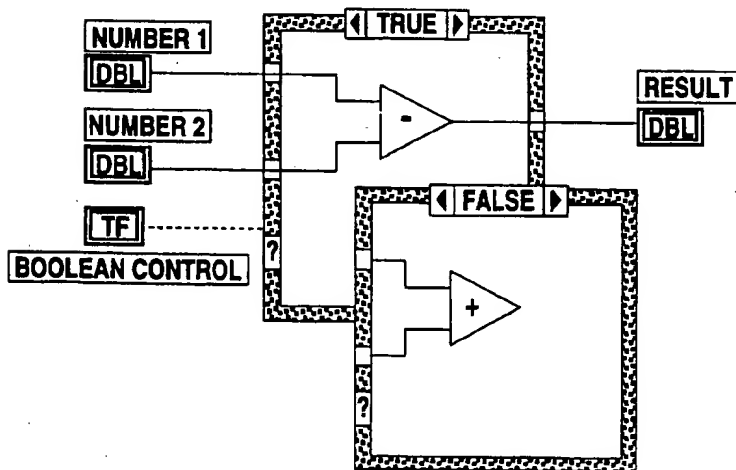 NUMBER 1
TRUE
DBL
RESULT
NUMBER 2
-
DBL
DBL
FALSE
TF
?
BOOLEAN CONTROL
+
?